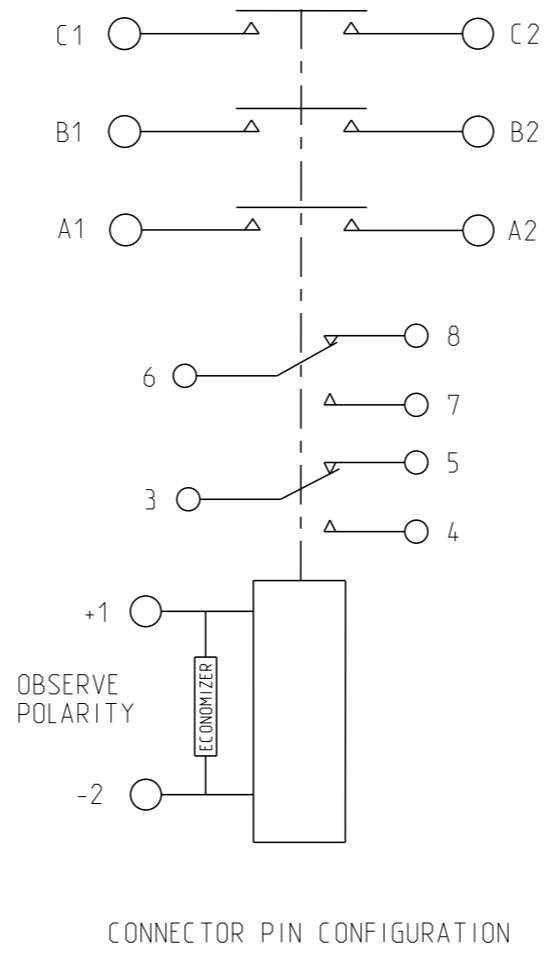 C1 C2
B1 B2
A1 A2
8
6
7
5
3
4
+1
OBSERVE
POLARITY
ECONOMIZER
-2
CONNECTOR PIN CONFIGURATION